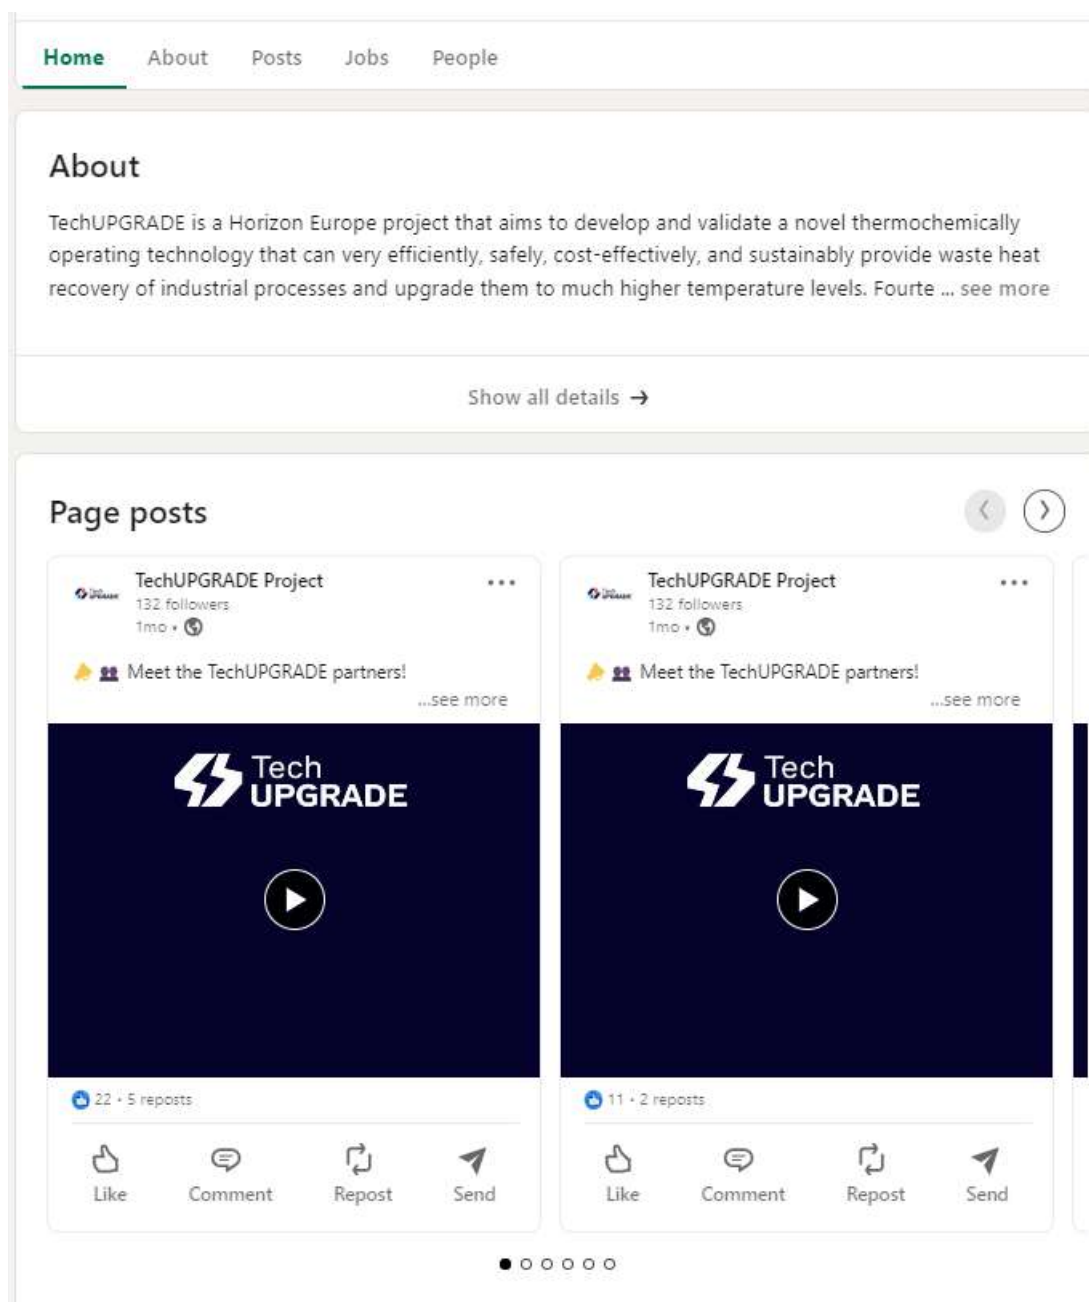 Home About Posts Jobs People
About
TechUPGRADE is a Horizon Europe project that aims to develop and validate a novel thermochemically
operating technology that can very efficiently, safely, cost-effectively, and sustainably provide waste heat
recovery of industrial processes and upgrade them to much higher temperature levels. Fourte ... see more
Show all details →
Page posts
TechUPGRADE Project
132 followers
1mo •
Meet the TechUPGRADE partners!
...see more
Tech
UPGRADE
22 • 5 reposts
Like Comment Repost Send
TechUPGRADE Project
132 followers
1mo •
Meet the TechUPGRADE partners!
...see more
Tech
UPGRADE
11 • 2 reposts
Like Comment Repost Send